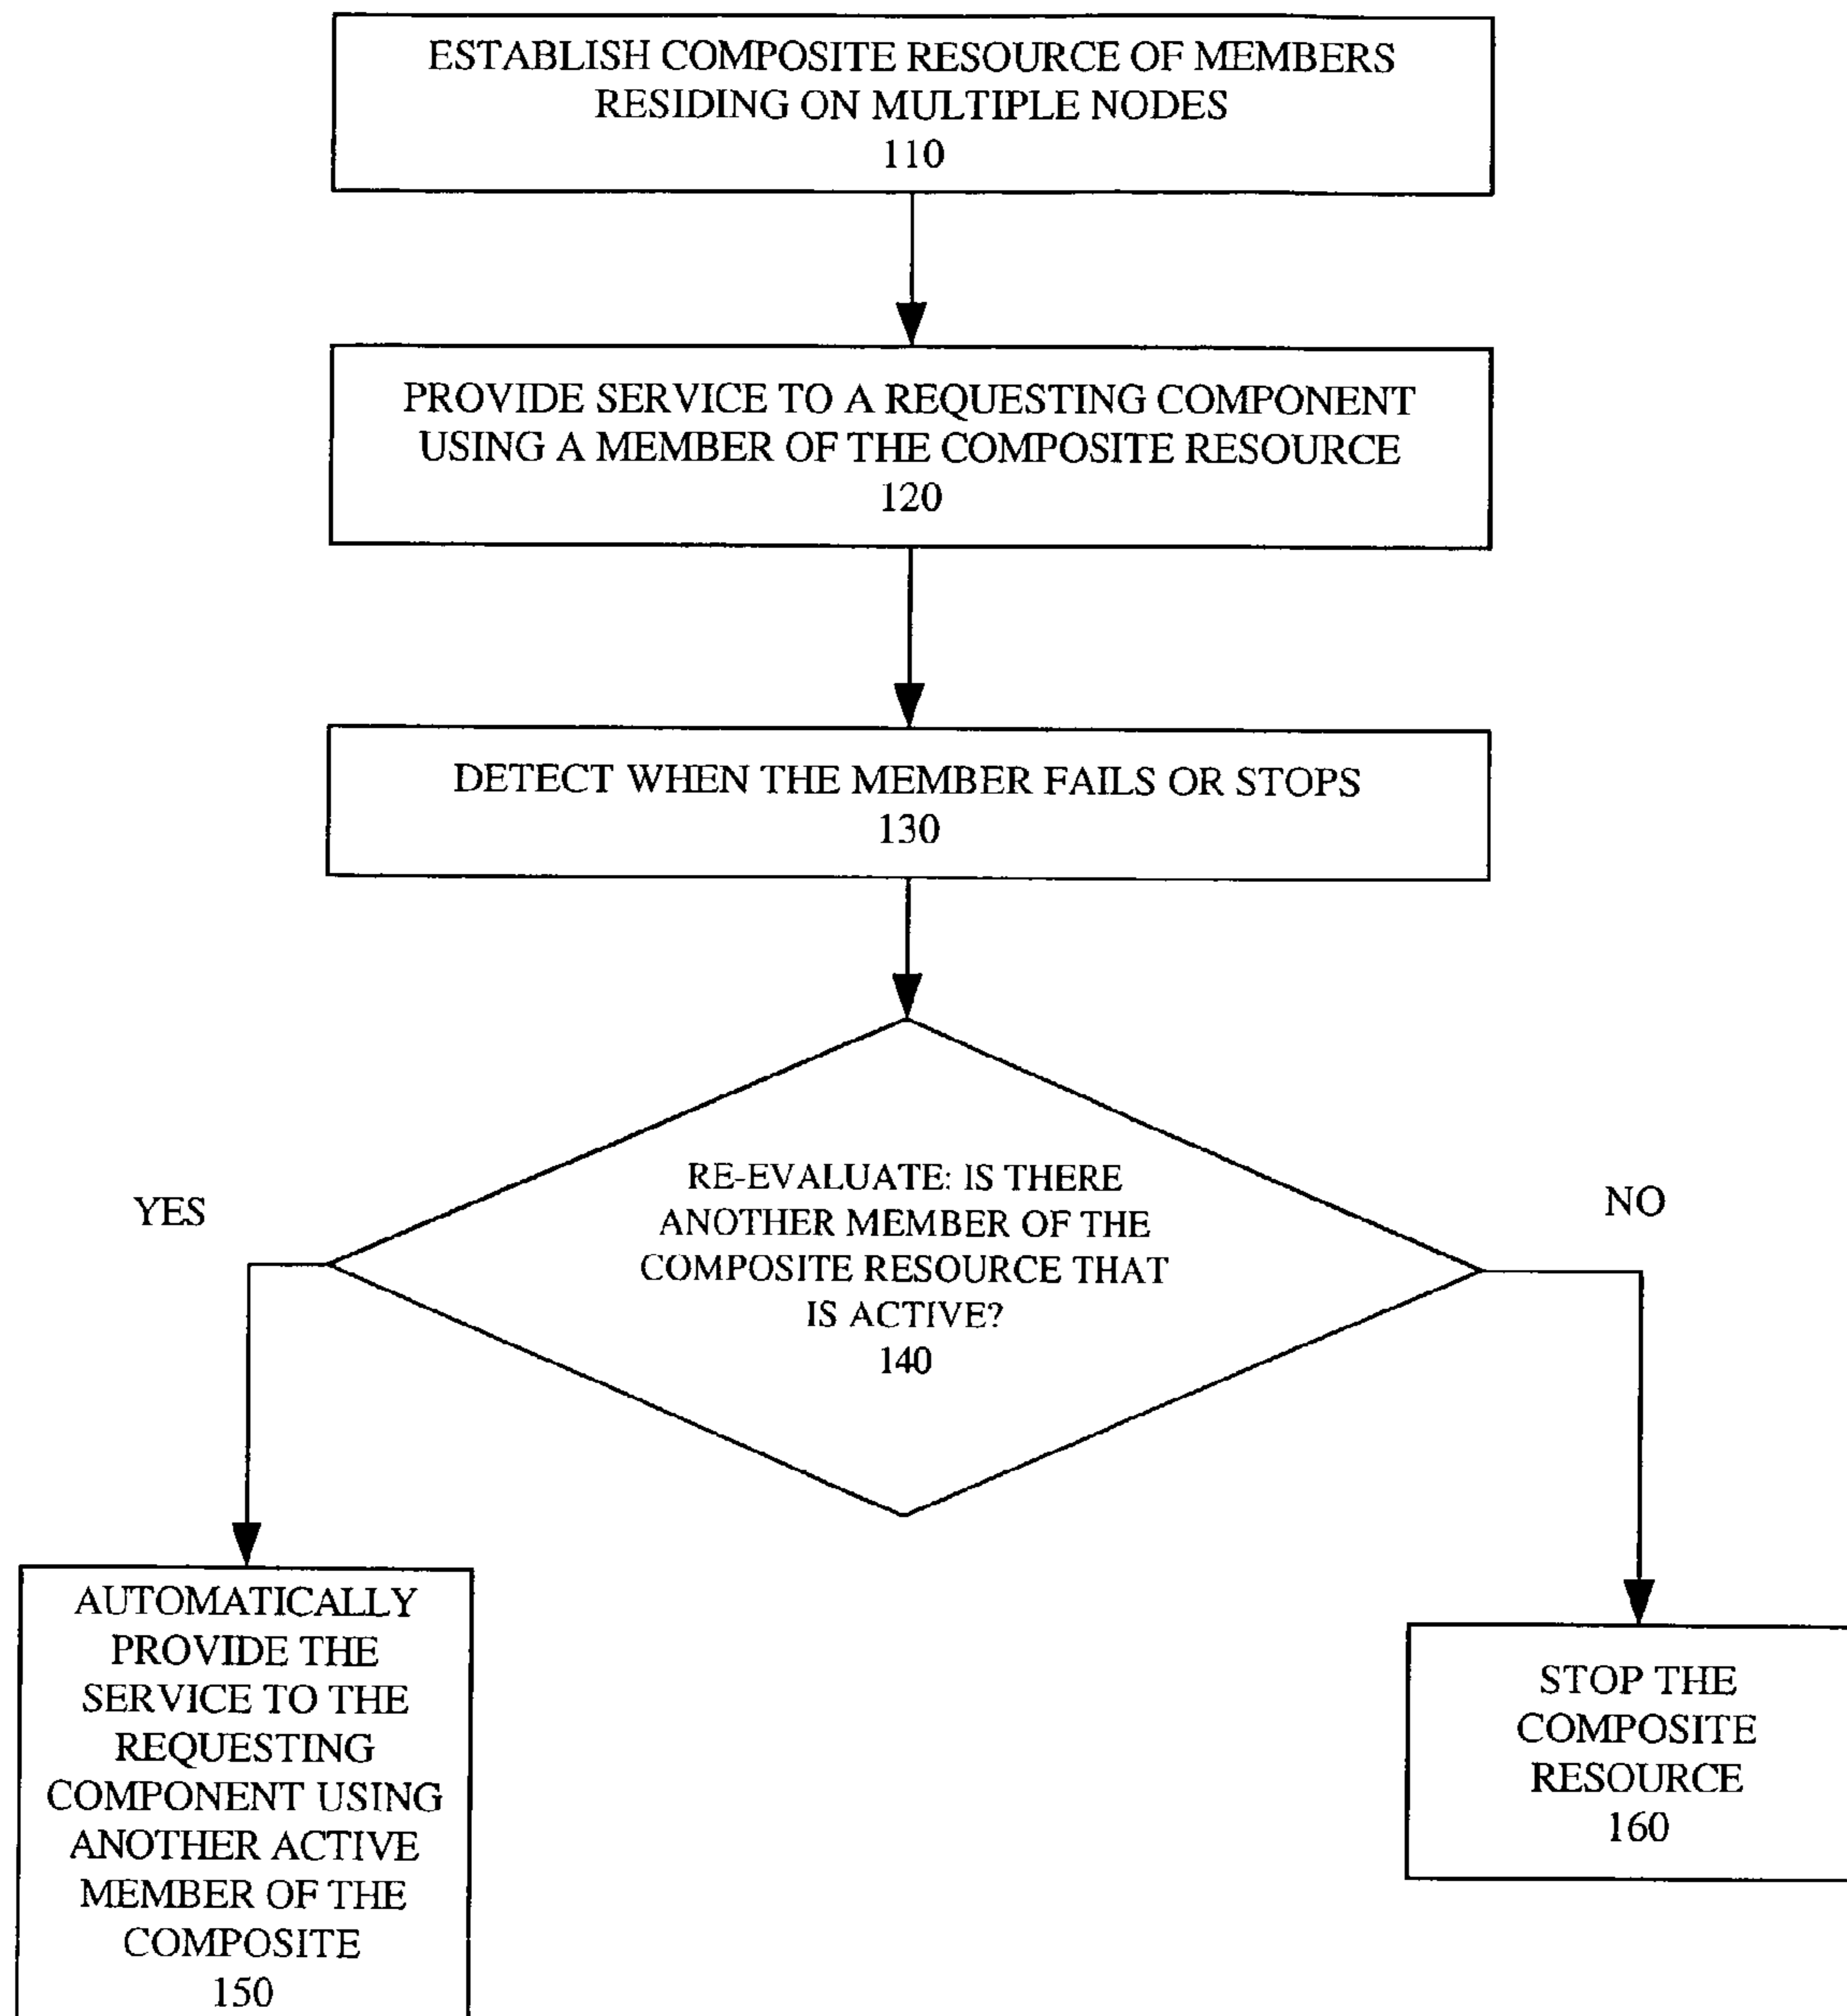 ESTABLISH COMPOSITE RESOURCE OF MEMBERS
RESIDING ON MULTIPLE NODES
110
PROVIDE SERVICE TO A REQUESTING COMPONENT
USING A MEMBER OF THE COMPOSITE RESOURCE
120
DETECT WHEN THE MEMBER FAILS OR STOPS
130
RE-EVALUATE: IS THERE
ANOTHER MEMBER OF THE
COMPOSITE RESOURCE THAT
IS ACTIVE?
140
YES
NO
AUTOMATICALLY
PROVIDE THE
SERVICE TO THE
REQUESTING
COMPONENT USING
ANOTHER ACTIVE
MEMBER OF THE
COMPOSITE
150
STOP THE
COMPOSITE
RESOURCE
160